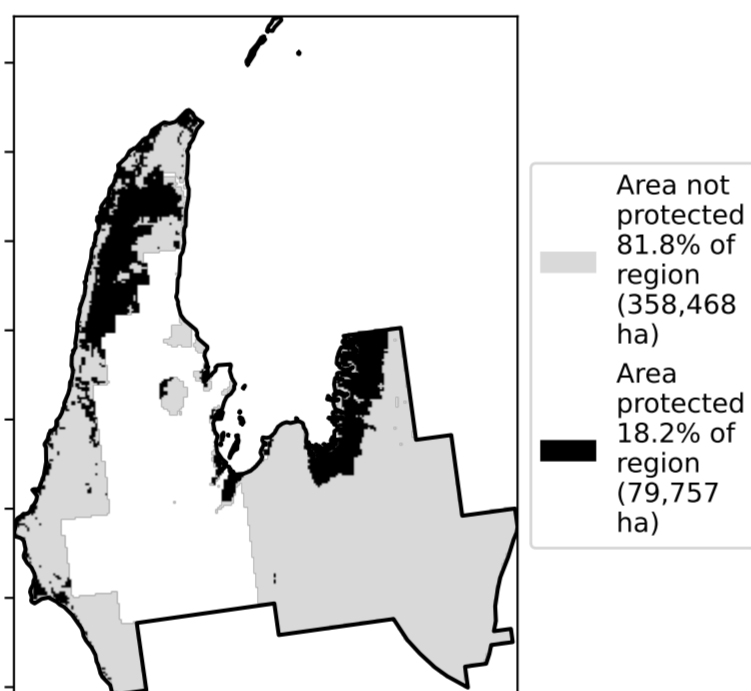 Area not
protected
81.8% of
region
(358,468
ha)
Area
protected
18.2% of
region
(79,757
ha)